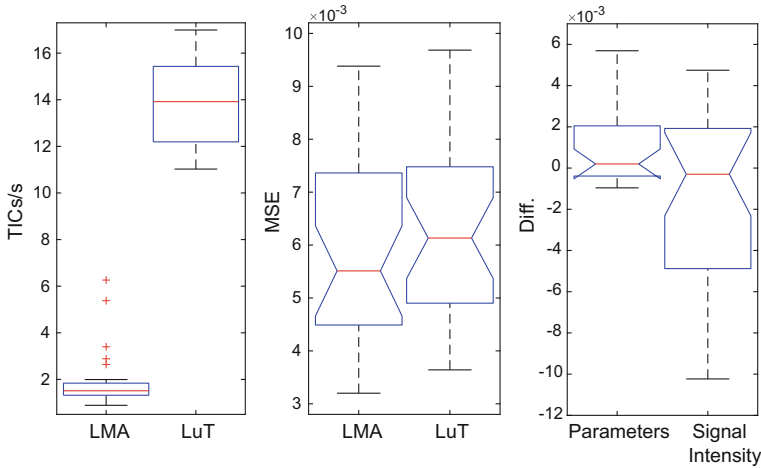 ×10⁻³
×10⁻³
16
14
12
10
8
6
4
2
TICs/s
LMA
LuT
10
9
8
7
6
5
4
3
MSE
LMA
LuT
6
4
2
0
-2
-4
-6
-8
-10
-12
Diff.
Parameters
Signal
Intensity